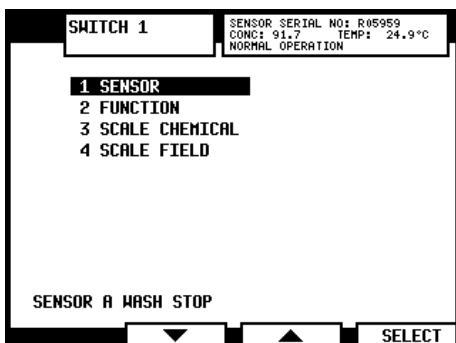 SWITCH 1
SENSOR SERIAL NO: R05959
CONC: 91.7 TEMP: 24.9°C
NORMAL OPERATION
1 SENSOR
2 FUNCTION
3 SCALE CHEMICAL
4 SCALE FIELD
SENSOR A WASH STOP
SELECT